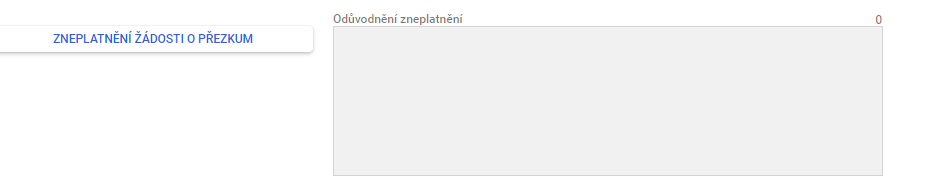 Odůvodnění zneplatnění 0
ZNEPLATNĚNÍ ŽÁDOSTI O PŘEZKUM